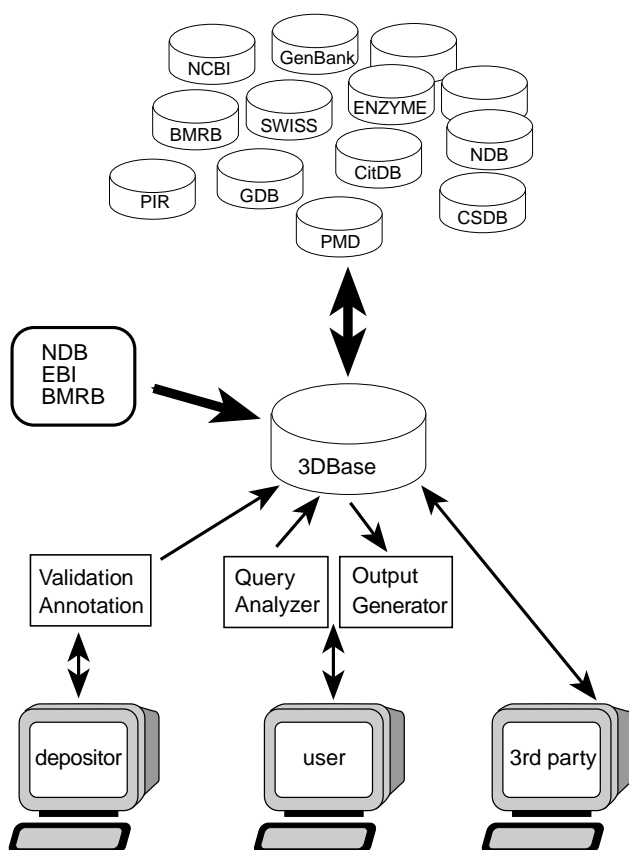 NCBI
GenBank
BMRB
SWISS
ENZYME
NDB
PIR
GDB
CitDB
CSDB
PMD
NDB
EBI
BMRB
3DBase
Validation
Annotation
Query
Analyzer
Output
Generator
depositor
user
3rd party